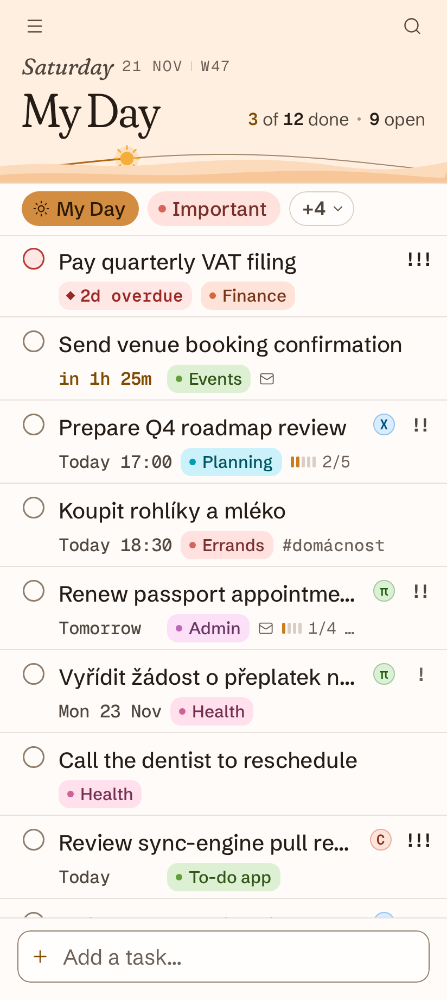 Saturday 21 NOV W47
My Day
3 of 12 done • 9 open
My Day Important +4
Pay quarterly VAT filing !!!
2d overdue Finance
Send venue booking confirmation
in 1h 25m Events
Prepare Q4 roadmap review X !!
Today 17:00 Planning 2/5
Koupit rohlíky a mléko
Today 18:30 Errands #domácnost
Renew passport appointme… π !!
Tomorrow Admin 1/4 …
Vyřídit žádost o přeplatek n… π !
Mon 23 Nov Health
Call the dentist to reschedule
Health
Review sync-engine pull re… C !!!
Today To-do app
+ Add a task…